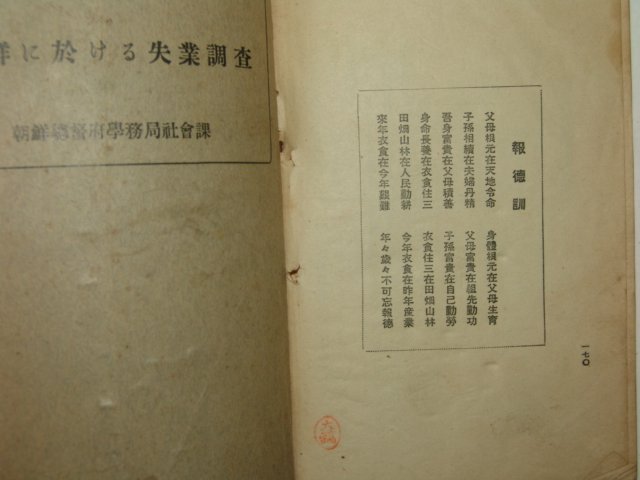 報德訓
父母根元在天地令命　身體根元在父母生育
子孫相續在夫婦丹精　父母富貴在祖先勤功
吾身富貴在父母積善　子孫富貴在自己勤勞
身命長養在衣食住三　衣食住三在田畑山林
田畑山林在人民勤耕　今年衣食在昨年産業
來年衣食在今年艱難　年々歳々不可忘報德
一七〇
鮮に於ける失業調査
朝鮮總督府學務局社會課